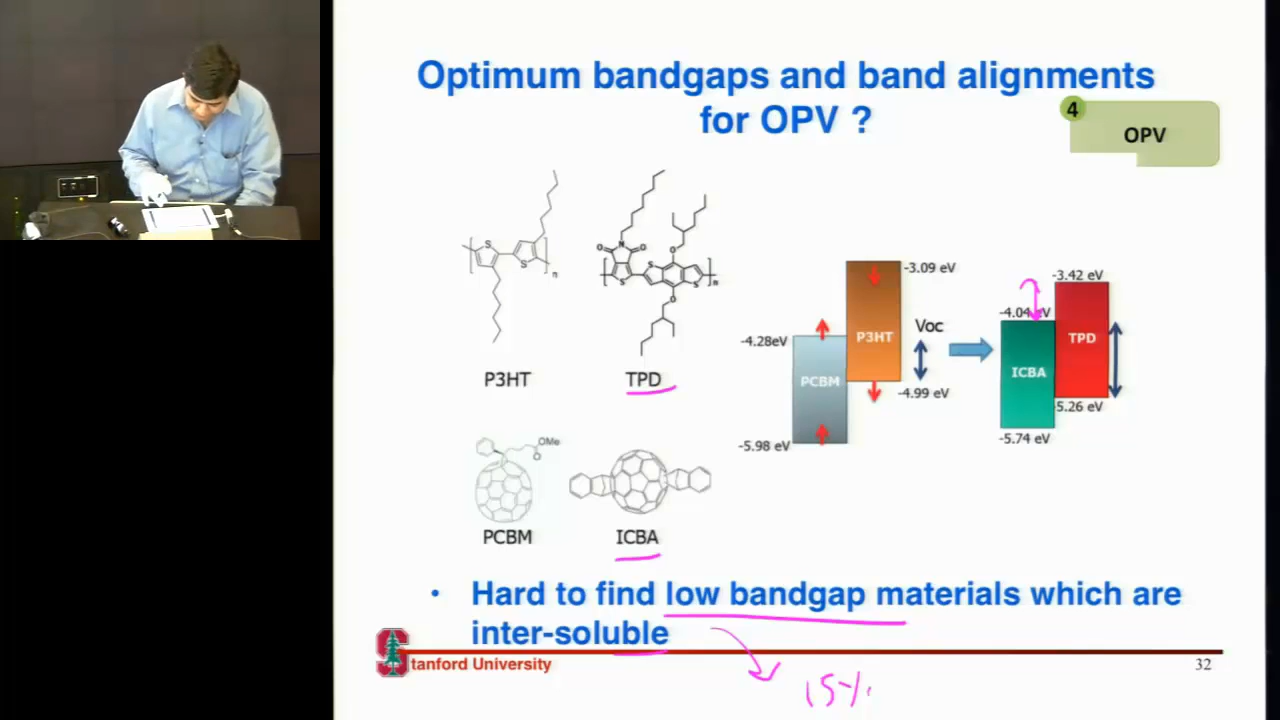 Optimum bandgaps and band alignments
for OPV ?
4
OPV
N
O
O
S
S
S
O
S
S
O
n
n
P3HT
TPD
OMe
O
PCBM
ICBA
-3.09 eV
-4.28eV
P3HT
Voc
PCBM
-4.99 eV
-5.98 eV
-3.42 eV
-4.04 eV
TPD
ICBA
-5.26 eV
-5.74 eV
• Hard to find low bandgap materials which are
inter-soluble
Stanford University
32
15%